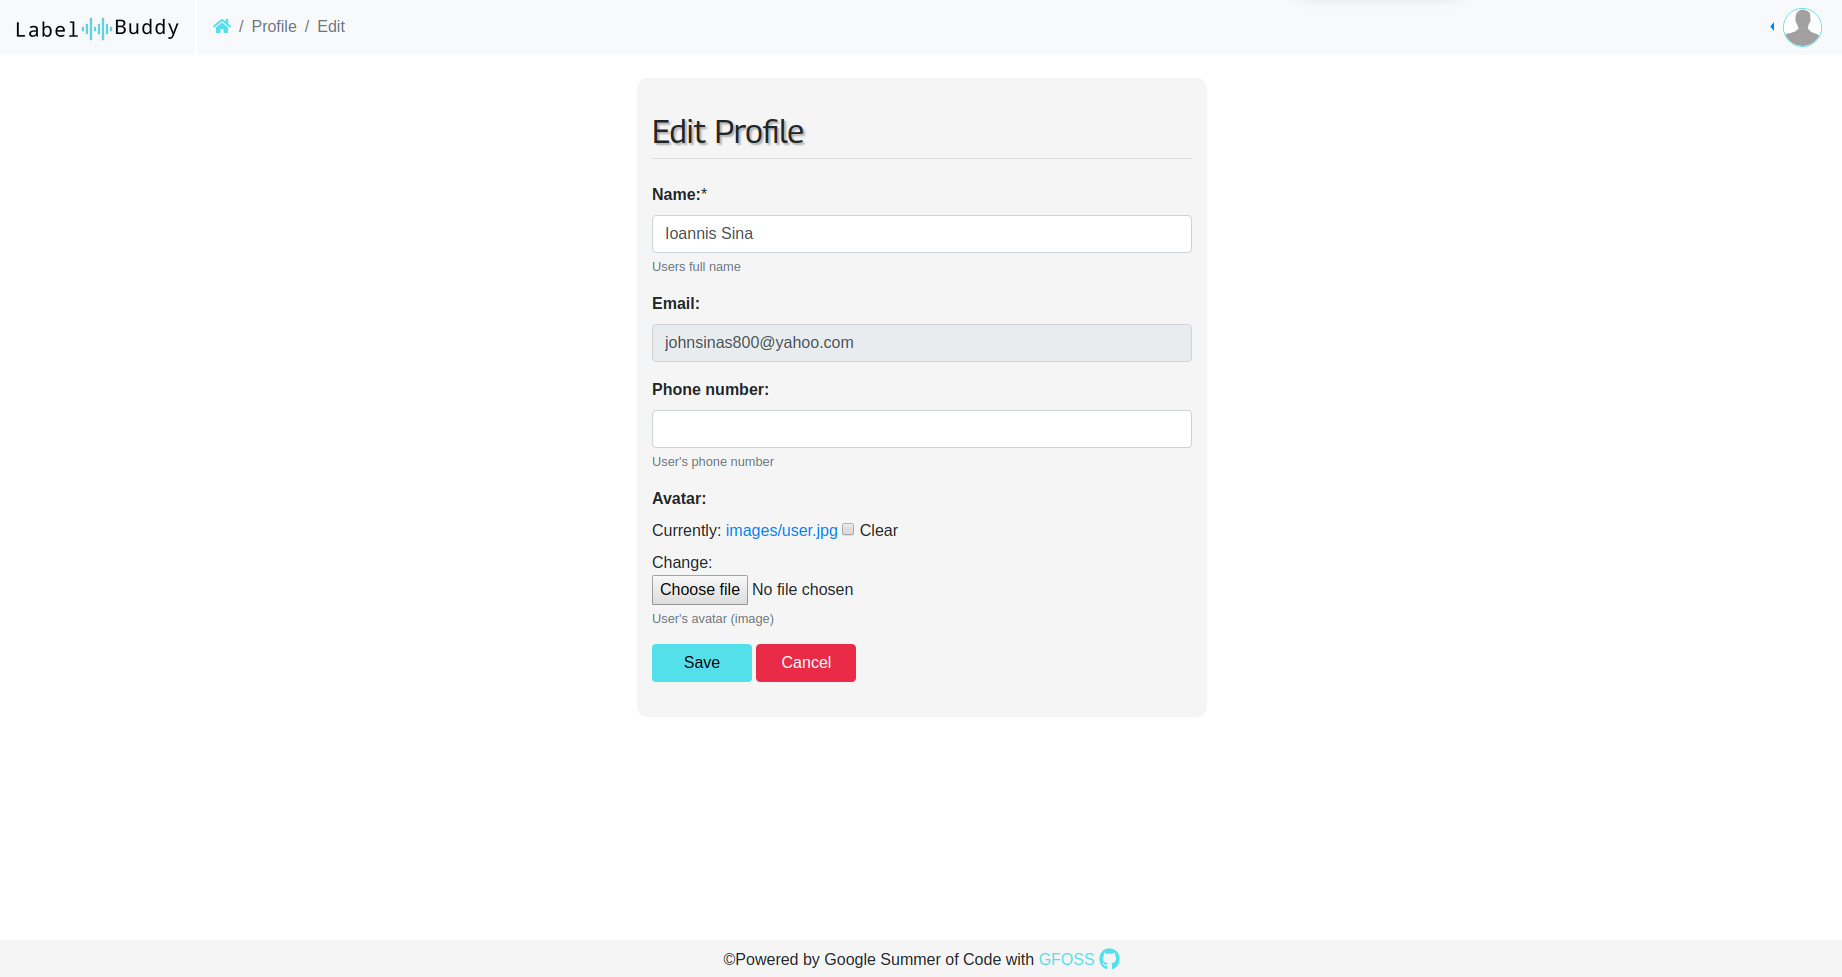 Label Buddy / Profile / Edit
Edit Profile
Name:*
Ioannis Sina
Users full name
Email:
johnsinas800@yahoo.com
Phone number:
User's phone number
Avatar:
Currently: images/user.jpg Clear
Change:
Choose file No file chosen
User's avatar (image)
Save Cancel
©Powered by Google Summer of Code with GFOSS